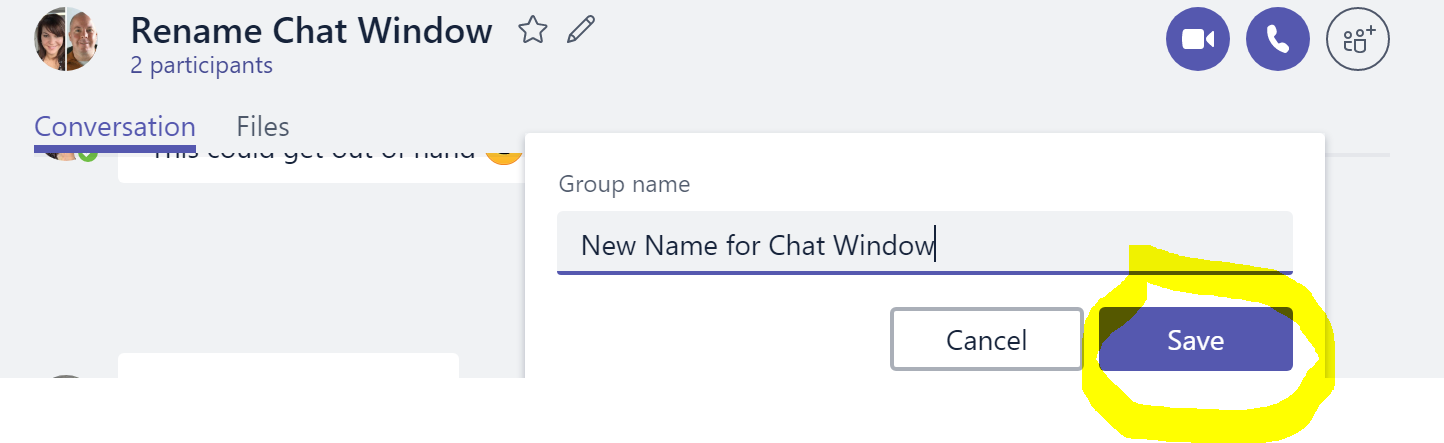 Rename Chat Window
2 participants
Conversation Files
This could get out of hand
Group name
New Name for Chat Window
Cancel Save